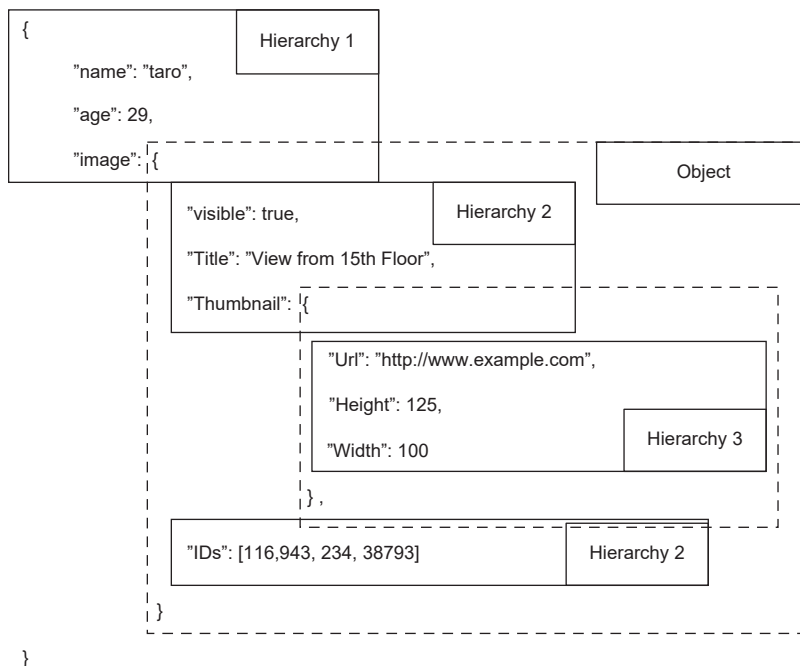 {
Hierarchy 1
”name”: ”taro”,
”age”: 29,
”image”: {
Object
”visible”: true,
Hierarchy 2
”Title”: ”View from 15th Floor”,
”Thumbnail”: {
”Url”: ”http://www.example.com”,
”Height”: 125,
”Width”: 100
Hierarchy 3
} ,
”IDs”: [116,943, 234, 38793]
Hierarchy 2
}
}